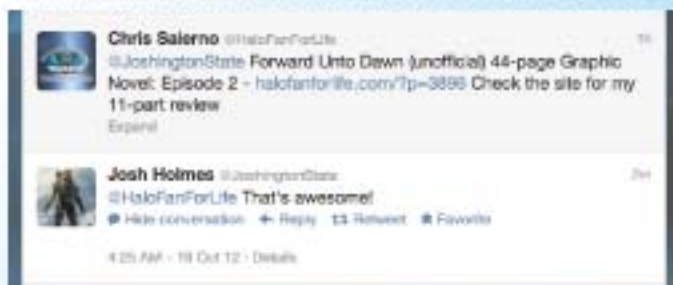 Chris Salerno @HaloFanForLife
@JoshingtonState Forward Unto Dawn (unofficial) 44-page Graphic
Novel: Episode 2 - halofanforlife.com/?p=3896 Check the site for my
11-part review
Expand
Josh Holmes @JoshingtonState
@HaloFanForLife That's awesome!
Hide conversation Reply Retweet Favorite
4:25 AM - 19 Oct 12 · Details